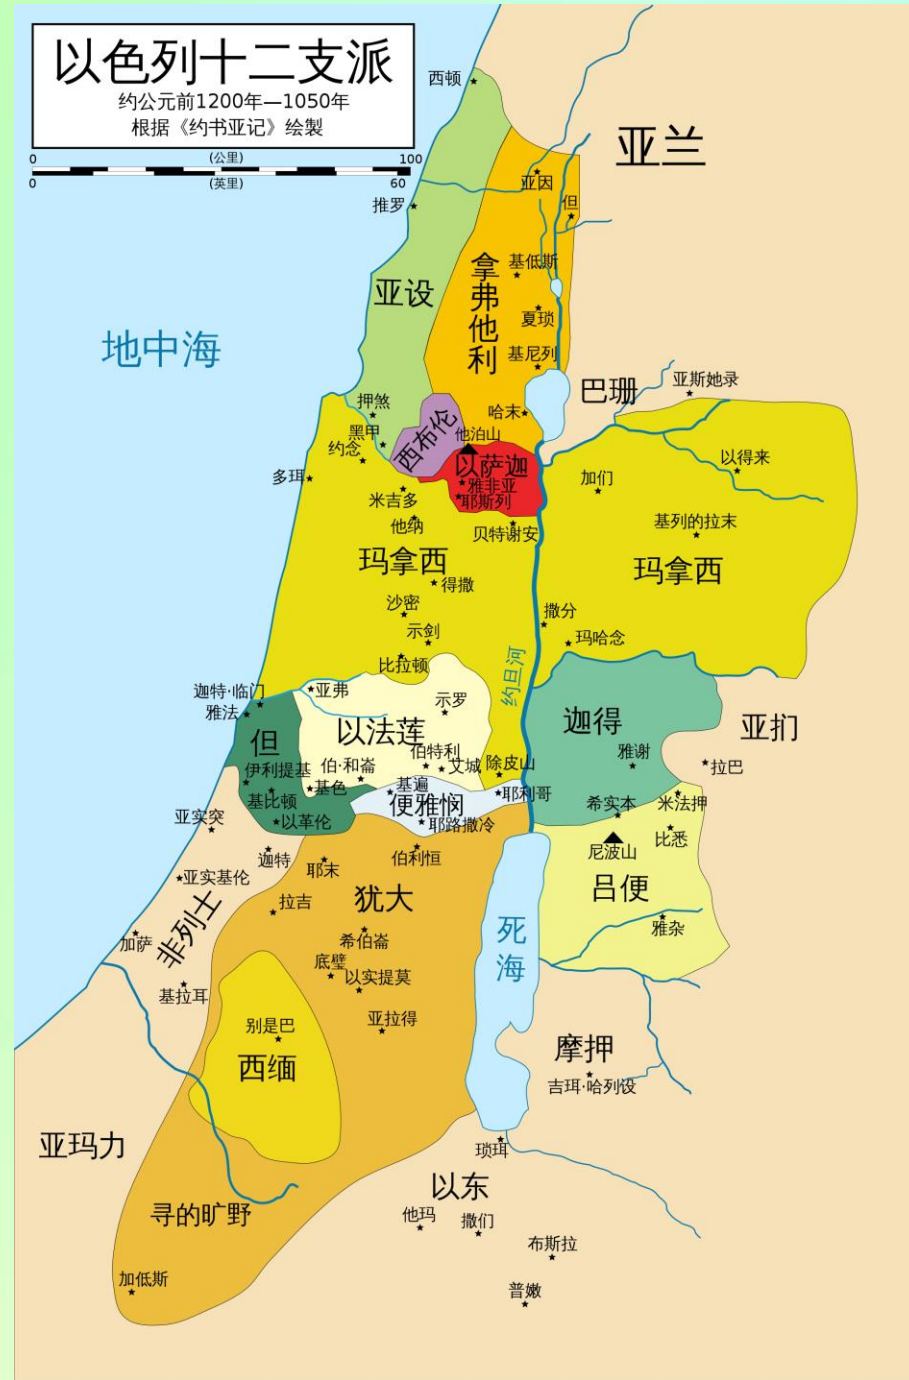 以色列十二支派
约公元前1200年—1050年
根据《约书亚记》绘製
0 (公里) 100
0 (英里) 60
西顿
亚兰
亚因
推罗
但
基低斯
亚设
拿弗他利
夏琐
地中海
基尼列
巴珊
亚斯她录
押煞
哈末
西布伦
黑甲
他泊山
约念
以萨迦
以得来
多珥
加们
雅非亚
米吉多
耶斯列
他纳
贝特谢安
基列的拉末
玛拿西
玛拿西
得撒
沙密
撒分
示剑
玛哈念
比拉顿
约旦河
迦特·临门
亚弗
示罗
雅法
以法莲
迦得
但
亚扪
伯特利
雅谢
伊利提基
伯·和崙
艾城
除皮山
拉巴
基色
基遍
耶利哥
基比顿
便雅悯
希实本
米法押
亚实突
以革伦
耶路撒冷
比悉
迦特
伯利恒
尼波山
耶末
亚实基伦
吕便
拉吉
犹大
非列士
雅杂
加萨
希伯崙
死海
底璧
以实提莫
基拉耳
别是巴
亚拉得
摩押
西缅
吉珥·哈列设
亚玛力
琐珥
以东
寻的旷野
他玛
撒们
布斯拉
加低斯
普嫩